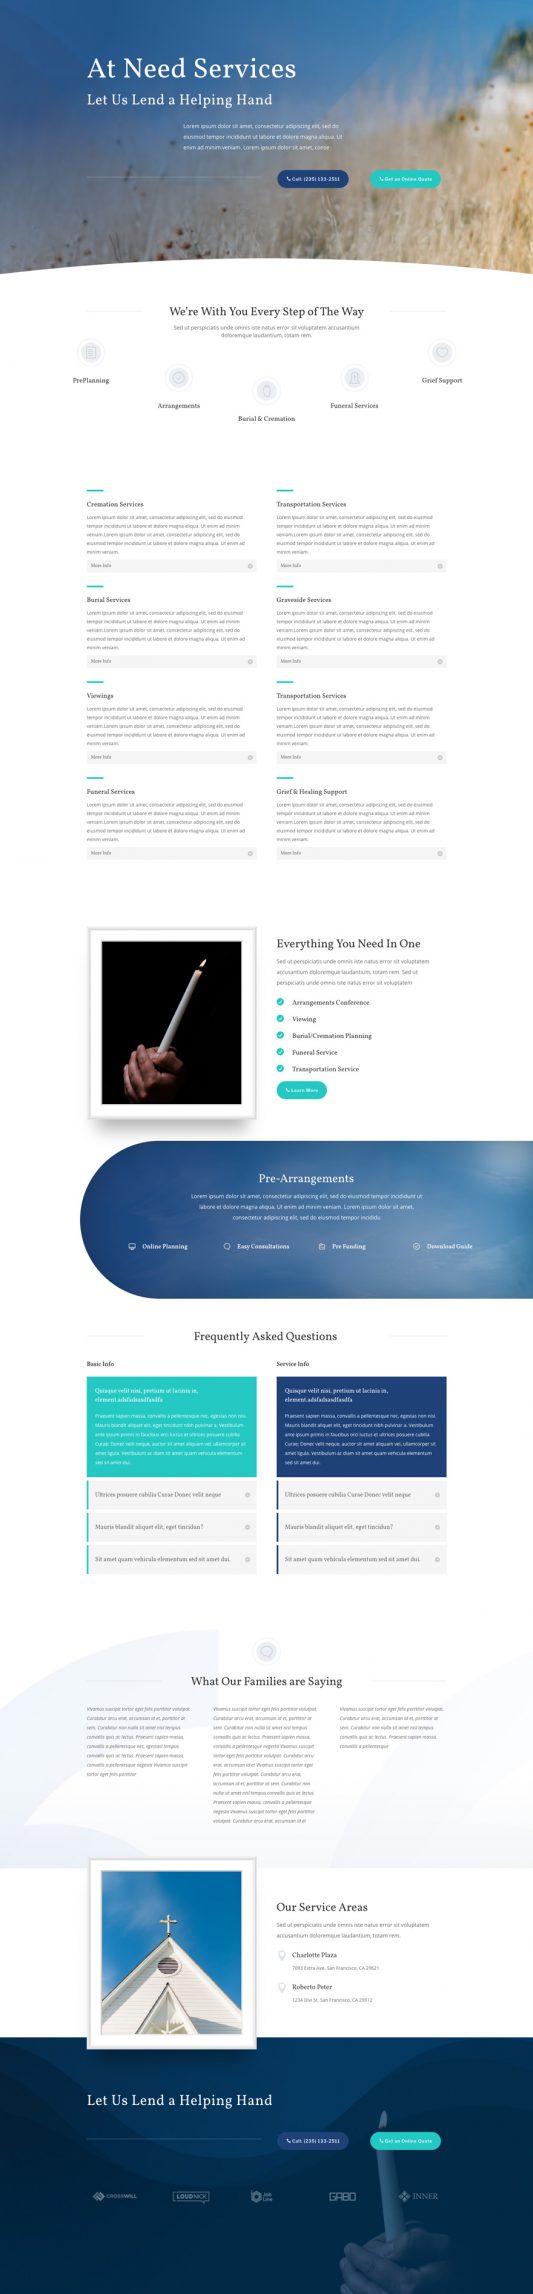 At Need Services
Let Us Lend a Helping Hand
Lorem ipsum dolor sit amet, consectetur adipiscing elit, sed do
eiusmod tempor incididunt ut labore et dolore magna aliqua. Ut
enim ad minim veniam. Lorem ipsum dolor sit amet, conse
Call: (235) 133-2511
Get an Online Quote
We're With You Every Step of The Way
Sed ut perspiciatis unde omnis iste natus error sit voluptatem accusantium
doloremque laudantium, totam rem.
PrePlanning
Arrangements
Burial & Cremation
Funeral Services
Grief Support
Cremation Services
Lorem ipsum dolor sit amet, consectetur adipiscing elit, sed do eiusmod
tempor incididunt ut labore et dolore magna aliqua. Ut enim ad minim
veniam.Lorem ipsum dolor sit amet, consectetur adipiscing elit, sed do
eiusmod tempor incididunt ut labore et dolore magna aliqua. Ut enim ad
minim veniam.
More Info
Transportation Services
Lorem ipsum dolor sit amet, consectetur adipiscing elit, sed do eiusmod
tempor incididunt ut labore et dolore magna aliqua. Ut enim ad minim
veniam.Lorem ipsum dolor sit amet, consectetur adipiscing elit, sed do
eiusmod tempor incididunt ut labore et dolore magna aliqua. Ut enim ad
minim veniam.
More Info
Burial Services
Lorem ipsum dolor sit amet, consectetur adipiscing elit, sed do eiusmod
tempor incididunt ut labore et dolore magna aliqua. Ut enim ad minim
veniam.Lorem ipsum dolor sit amet, consectetur adipiscing elit, sed do
eiusmod tempor incididunt ut labore et dolore magna aliqua. Ut enim ad
minim veniam.
More Info
Graveside Services
Lorem ipsum dolor sit amet, consectetur adipiscing elit, sed do eiusmod
tempor incididunt ut labore et dolore magna aliqua. Ut enim ad minim
veniam.Lorem ipsum dolor sit amet, consectetur adipiscing elit, sed do
eiusmod tempor incididunt ut labore et dolore magna aliqua. Ut enim ad
minim veniam.
More Info
Viewings
Lorem ipsum dolor sit amet, consectetur adipiscing elit, sed do eiusmod
tempor incididunt ut labore et dolore magna aliqua. Ut enim ad minim
veniam.Lorem ipsum dolor sit amet, consectetur adipiscing elit, sed do
eiusmod tempor incididunt ut labore et dolore magna aliqua. Ut enim ad
minim veniam.
More Info
Transportation Services
Lorem ipsum dolor sit amet, consectetur adipiscing elit, sed do eiusmod
tempor incididunt ut labore et dolore magna aliqua. Ut enim ad minim
veniam.Lorem ipsum dolor sit amet, consectetur adipiscing elit, sed do
eiusmod tempor incididunt ut labore et dolore magna aliqua. Ut enim ad
minim veniam.
More Info
Funeral Services
Lorem ipsum dolor sit amet, consectetur adipiscing elit, sed do eiusmod
tempor incididunt ut labore et dolore magna aliqua. Ut enim ad minim
veniam.Lorem ipsum dolor sit amet, consectetur adipiscing elit, sed do
eiusmod tempor incididunt ut labore et dolore magna aliqua. Ut enim ad
minim veniam.
More Info
Grief & Healing Support
Lorem ipsum dolor sit amet, consectetur adipiscing elit, sed do eiusmod
tempor incididunt ut labore et dolore magna aliqua. Ut enim ad minim
veniam.Lorem ipsum dolor sit amet, consectetur adipiscing elit, sed do
eiusmod tempor incididunt ut labore et dolore magna aliqua. Ut enim ad
minim veniam.
More Info
Everything You Need In One
Sed ut perspiciatis unde omnis iste natus error sit voluptatem
accusantium doloremque laudantium, totam rem. Sed ut
perspiciatis unde omnis iste natus error sit voluptatem
Arrangements Conference
Viewing
Burial/Cremation Planning
Funeral Service
Transportation Service
Learn More
Pre-Arrangements
Lorem ipsum dolor sit amet, consectetur adipiscing elit, sed do eiusmod tempor incididunt ut
labore et dolore magna aliqua. Ut enim ad minim veniam. Lorem ipsum dolor sit amet,
consectetur adipiscing elit, sed do eiusmod tempor incididu
Online Planning
Easy Consultations
Pre Funding
Download Guide
Frequently Asked Questions
Basic Info
Quisque velit nisi, pretium ut lacinia in,
element.adsfadsasdfasdfs
Praesent sapien massa, convallis a pellentesque nec, egestas non nisi.
Mauris blandit aliquet elit, eget tincidunt nibh pulvinar a. Vestibulum
ante ipsum primis in faucibus orci luctus et ultrices posuere cubilia
Curae; Donec velit neque, auctor sit amet aliquam vel, ullamcorper sit
amet ligula. Vestibulum ac diam sit amet quam vehicula elementum
sed sit amet dui.
Ultrices posuere cubilia Curae Donec velit neque
Mauris blandit aliquet elit, eget tincidun?
Sit amet quam vehicula elementum sed sit amet dui.
Service Info
Quisque velit nisi, pretium ut lacinia in,
element.adsfadsasdfasdfs
Praesent sapien massa, convallis a pellentesque nec, egestas non nisi.
Mauris blandit aliquet elit, eget tincidunt nibh pulvinar a. Vestibulum
ante ipsum primis in faucibus orci luctus et ultrices posuere cubilia
Curae; Donec velit neque, auctor sit amet aliquam vel, ullamcorper sit
amet ligula. Vestibulum ac diam sit amet quam vehicula elementum
sed sit amet dui.
Ultrices posuere cubilia Curae Donec velit neque
Mauris blandit aliquet elit, eget tincidun?
Sit amet quam vehicula elementum sed sit amet dui.
What Our Families are Saying
Vivamus suscipit tortor eget felis porttitor volutpat.
Curabitur arcu erat, accumsan id et, porttitor at
sem. Curabitur non nulla sit amet nisl tempus
convallis quis ac lectus. Praesent sapien massa,
convallis a pellentesque nec, egestas tempus
convallis quis ac lectus. Praesent sapien massa,
convallis a pellentesque negesta Vivamus suscipit
tortor eget felis porttitor
Vivamus suscipit tortor eget felis porttitor volutpat.
Curabitur arcu erat, accumsan id et, porttitor at
sem. Curabitur non nulla sit amet nisl tempus
convallis quis ac lectus. Praesent sapien massa,
convallis a pellentesque negesta Vivamus suscipit
tortor eget felis porttitor volutpat. Curabitur arcu
erat, accumsan id et, Curabitur arcu erat,
accumsan id et, porttitor at sem. Curabitur non
nulla sit amet nisl tempus convallis quis ac lectus.
Praesent sapien massa, convallis a pellentesque
negesta Vivamus suscipit tortor eget felis porttitor
volutpat. Curabitur arcu erat, accumsan id et
Vivamus suscipit tortor eget felis porttitor volutpat.
Curabitur arcu erat, accumsan id et,
convallis a pellentesque
Our Service Areas
Sed ut perspiciatis unde omnis iste natus error sit voluptatem
accusantium doloremque laudantium, totam rem.
Charlotte Plaza
7093 Extra Ave. San Francisco, CA 29621
Roberto Peter
1234 Divi St. San Francisco, CA 29512
Let Us Lend a Helping Hand
Call: (235) 133-2511
Get an Online Quote
CROSSWILL
LOUDNICK
Job Line
GABO
INNER